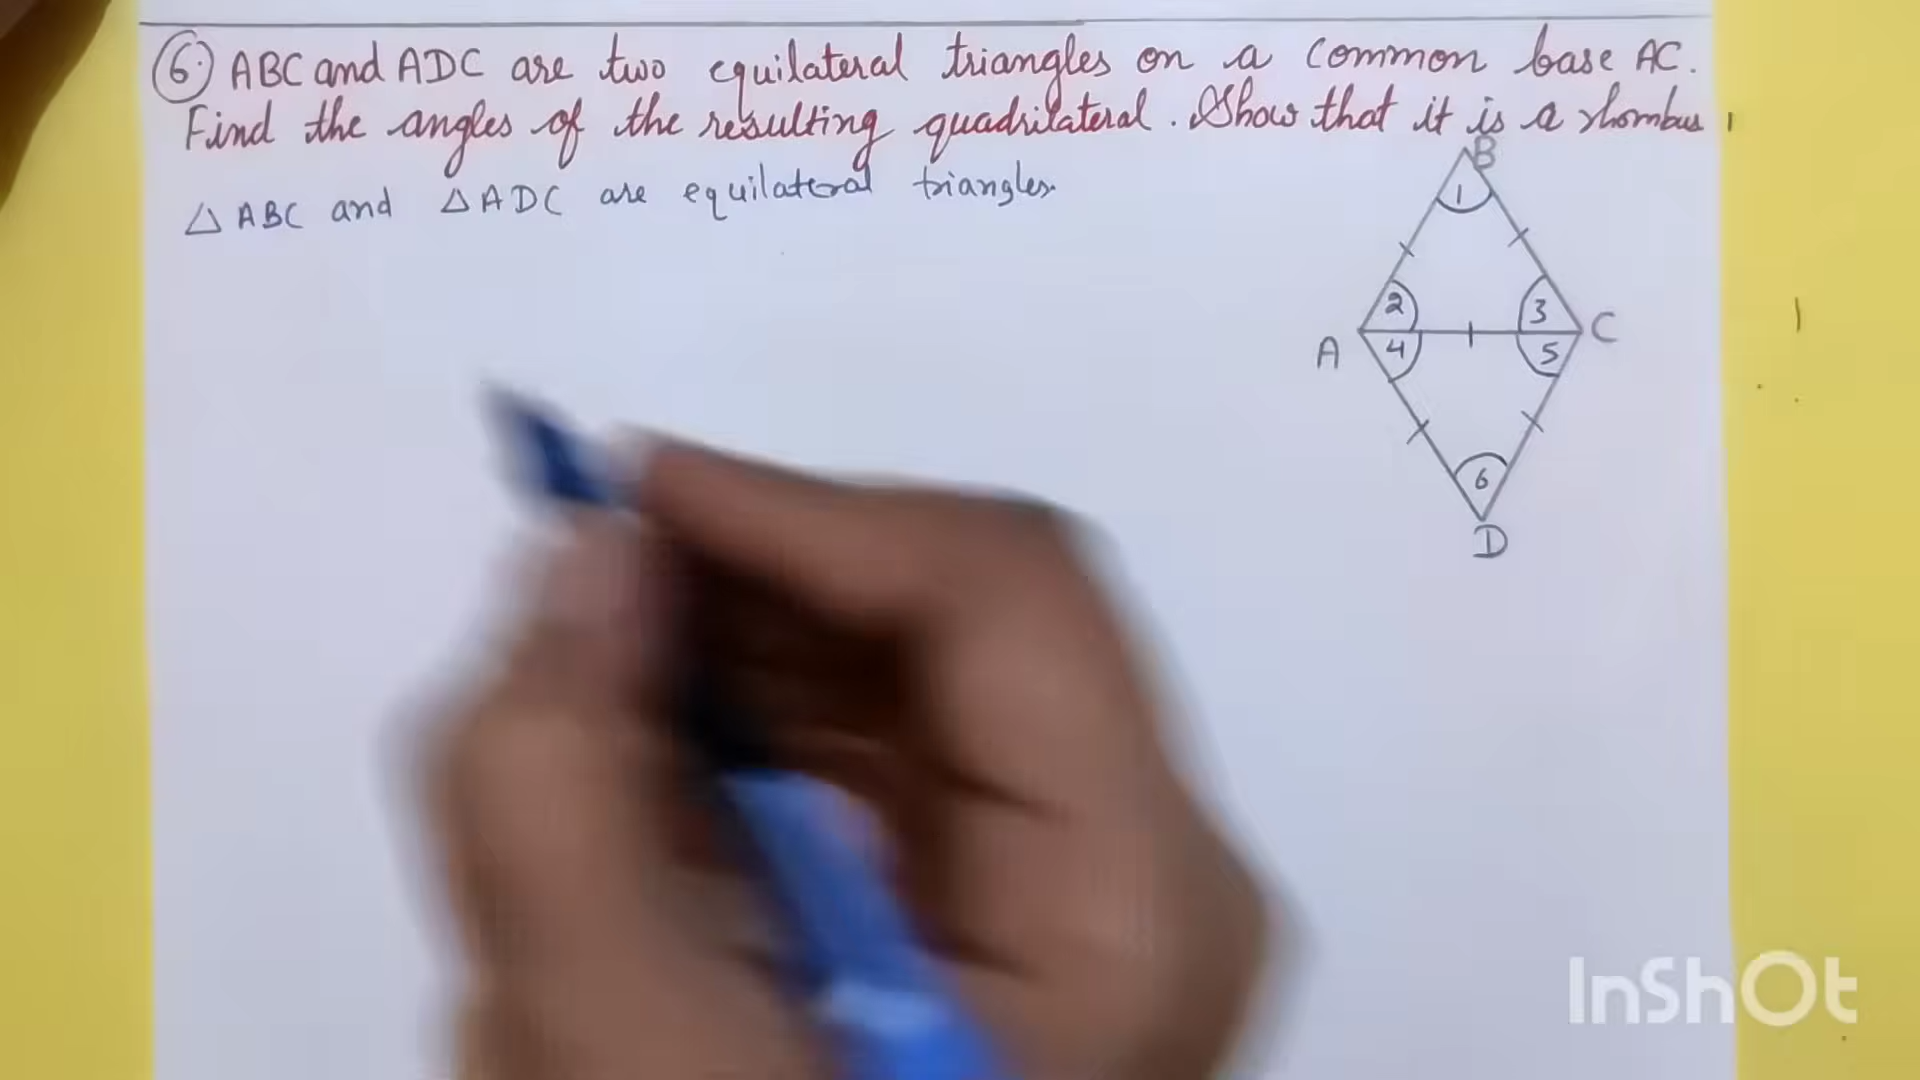 6. ABC and ADC are two equilateral triangles on a common base AC.
Find the angles of the resulting quadrilateral. Show that it is a rhombus
△ ABC and △ADC are equilateral triangles.
B
1
2
3
A
C
4
5
6
D
InShOt